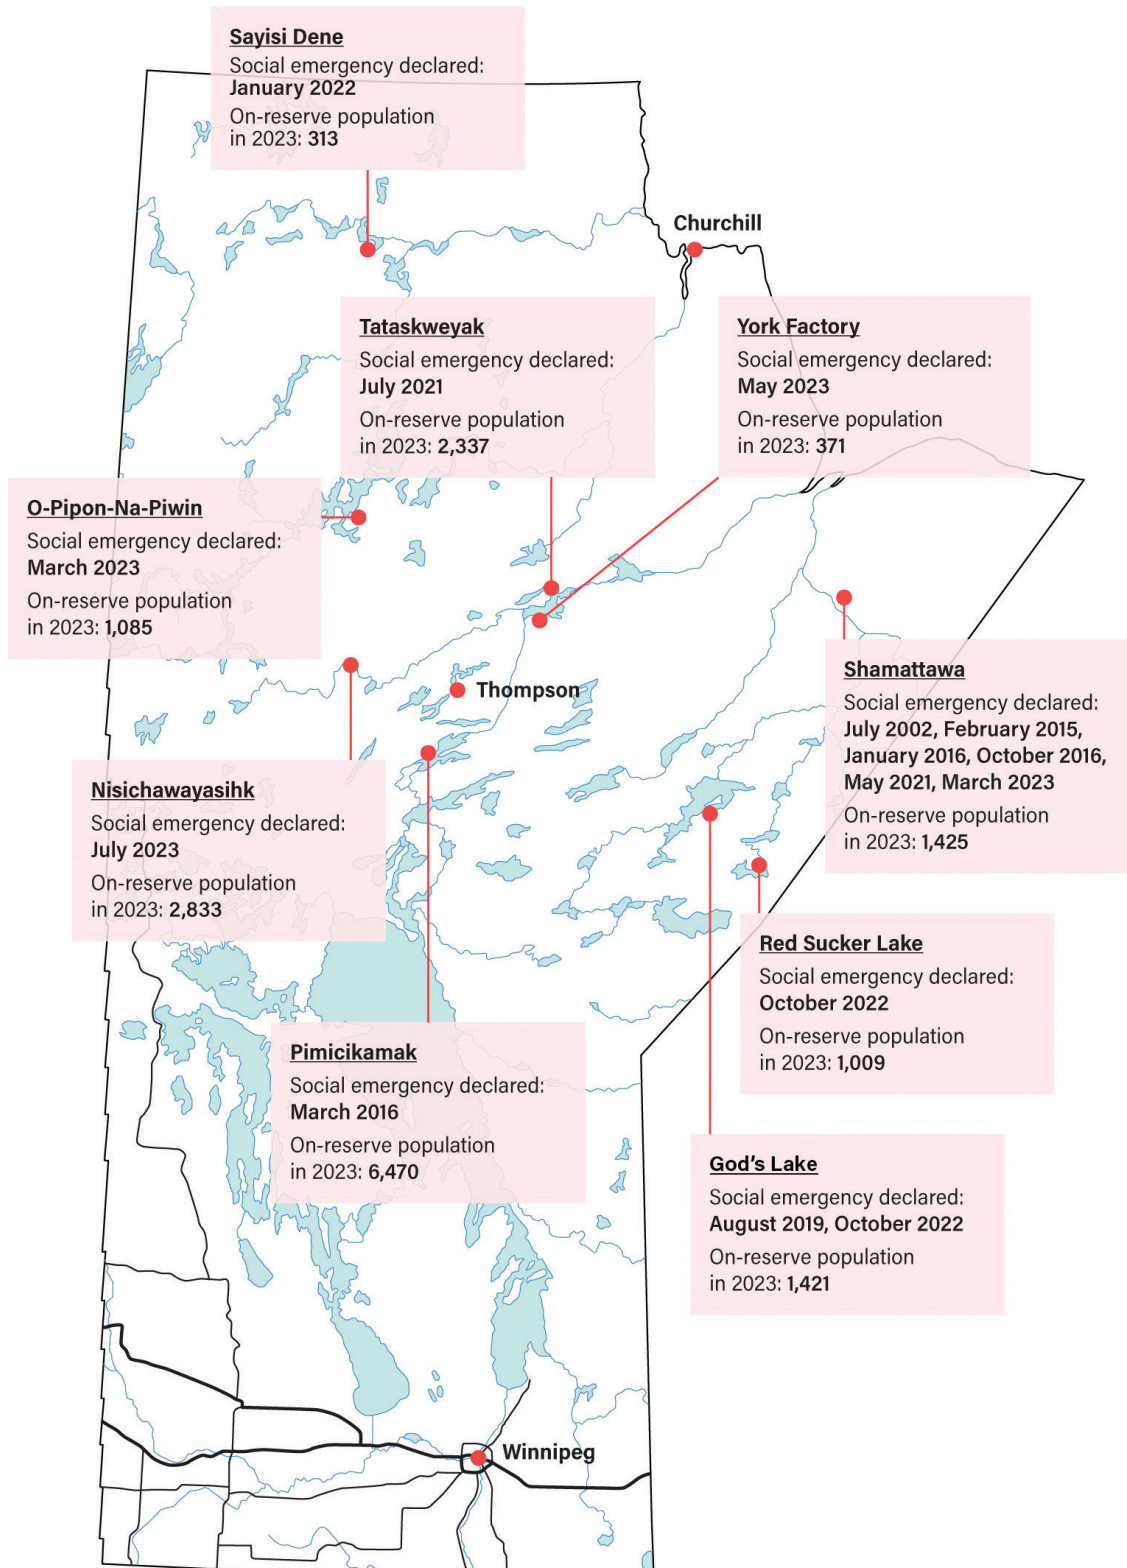 Sayisi Dene
Social emergency declared:
January 2022
On-reserve population
in 2023: 313
Churchill
Tataskweyak
Social emergency declared:
July 2021
On-reserve population
in 2023: 2,337
York Factory
Social emergency declared:
May 2023
On-reserve population
in 2023: 371
O-Pipon-Na-Piwin
Social emergency declared:
March 2023
On-reserve population
in 2023: 1,085
Thompson
Shamattawa
Social emergency declared:
July 2002, February 2015,
January 2016, October 2016,
May 2021, March 2023
On-reserve population
in 2023: 1,425
Nisichawayasihk
Social emergency declared:
July 2023
On-reserve population
in 2023: 2,833
Red Sucker Lake
Social emergency declared:
October 2022
On-reserve population
in 2023: 1,009
Pimicikamak
Social emergency declared:
March 2016
On-reserve population
in 2023: 6,470
God's Lake
Social emergency declared:
August 2019, October 2022
On-reserve population
in 2023: 1,421
Winnipeg